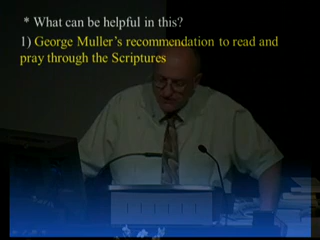 * What can be helpful in this?
1) George Muller's recommendation to read and
pray through the Scriptures